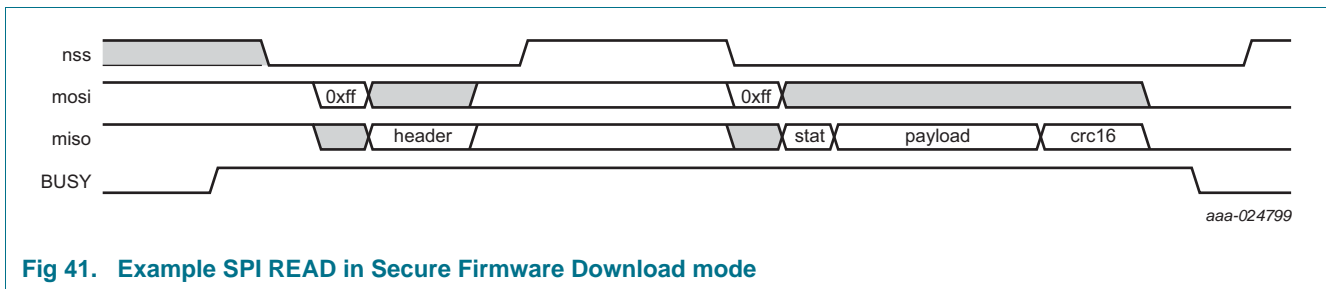 nss
mosi 0xff 0xff
miso header stat payload crc16
BUSY
aaa-024799
Fig 41. Example SPI READ in Secure Firmware Download mode